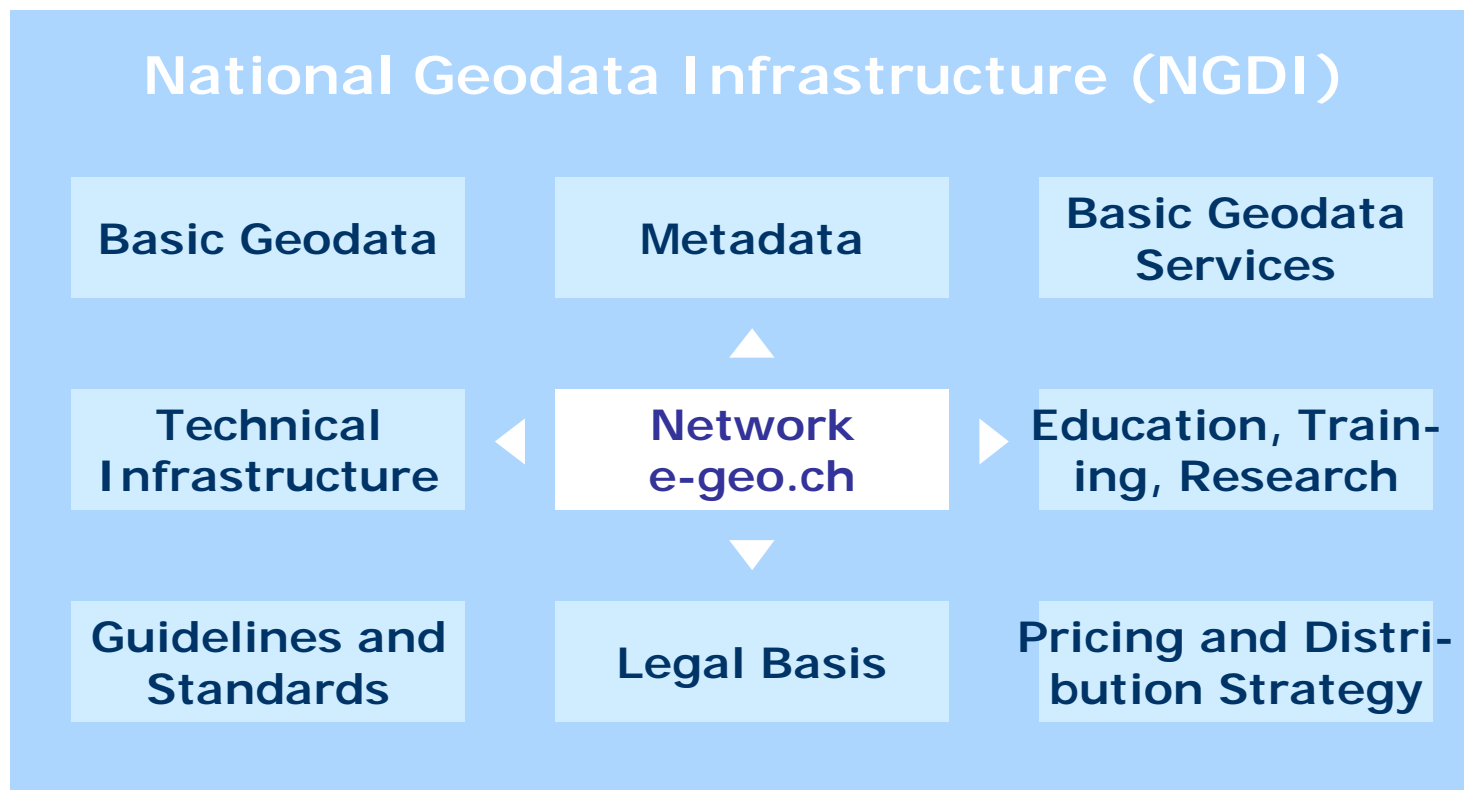 National Geodata Infrastructure (NGDI)
Basic Geodata
Metadata
Basic Geodata
Services
Technical
Infrastructure
Network
e-geo.ch
Education, Train-
ing, Research
Guidelines and
Standards
Legal Basis
Pricing and Distri-
bution Strategy